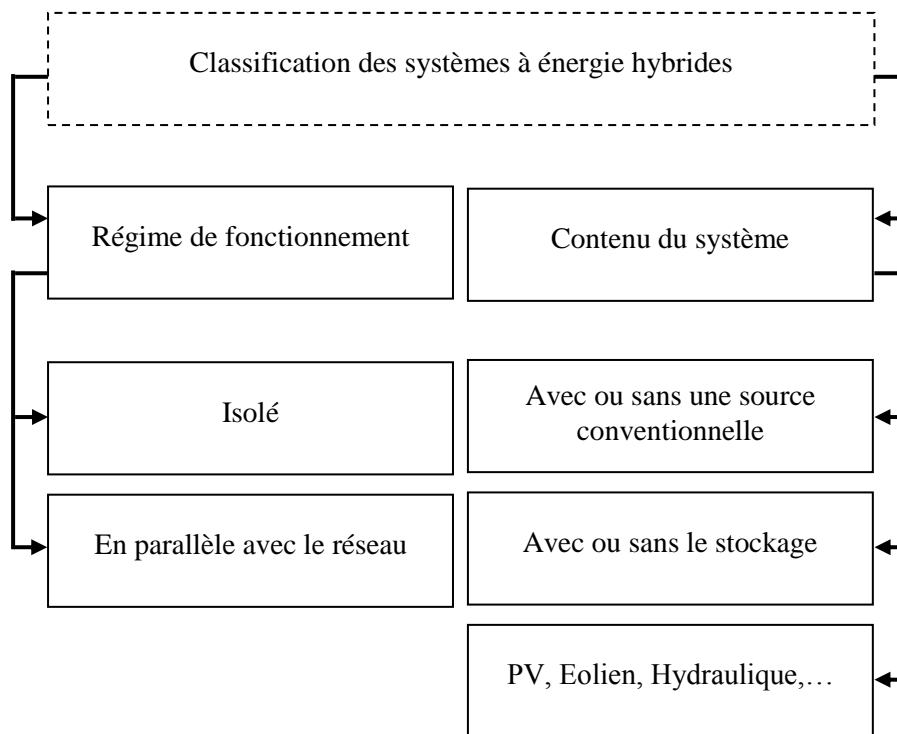 Classification des systèmes à énergie hybrides
Régime de fonctionnement
Contenu du système
Isolé
Avec ou sans une source
conventionnelle
En parallèle avec le réseau
Avec ou sans le stockage
PV, Eolien, Hydraulique,…